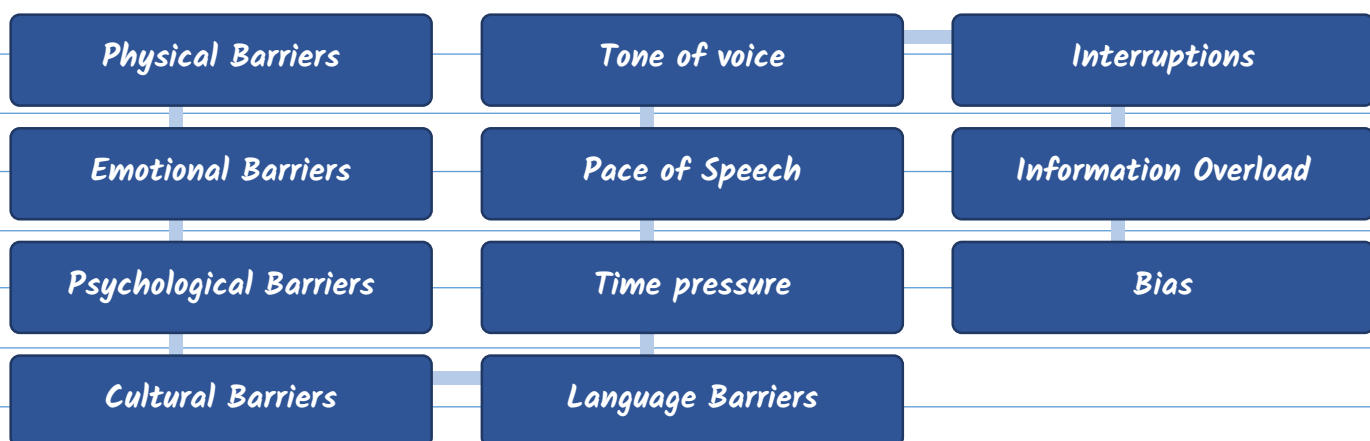 Physical Barriers
Emotional Barriers
Psychological Barriers
Cultural Barriers
Language Barriers
Time pressure
Pace of Speech
Tone of voice
Interruptions
Information Overload
Bias